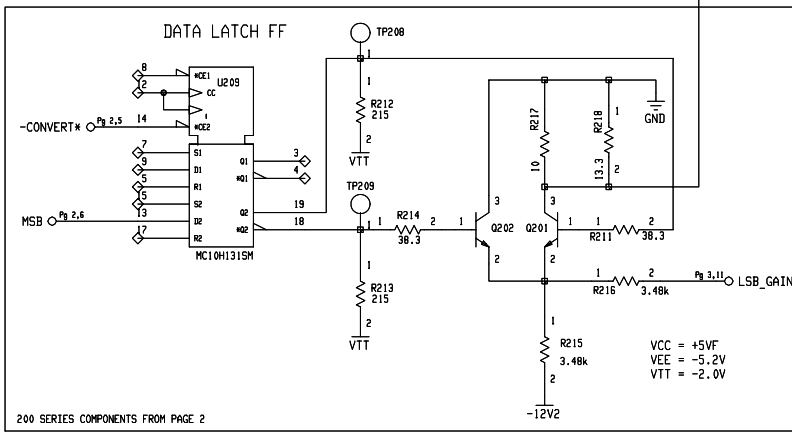 DATA LATCH FF
TP208
1
8
*CE1
U209
12
CC
1
R212
215
2
VTT
-CONVERT*
Pg 2,5
14
*CE2
R217
10
1
R218
13.3
2
GND
7
S1
9
D1
5
R1
15
S2
MSB
Pg 2,6
13
D2
17
R2
Q1
3
*Q1
4
Q2
19
*Q2
18
MC10H131SM
TP209
1
1
R214
2
38.3
1
3
Q202
2
3
Q201
1
2
1
R211
2
38.3
1
R213
215
2
VTT
1
R216
2
3.48k
Pg 3,11
LSB_GAIN
1
R215
3.48k
2
-12V2
VCC = +5VF
VEE = -5.2V
VTT = -2.0V
200 SERIES COMPONENTS FROM PAGE 2